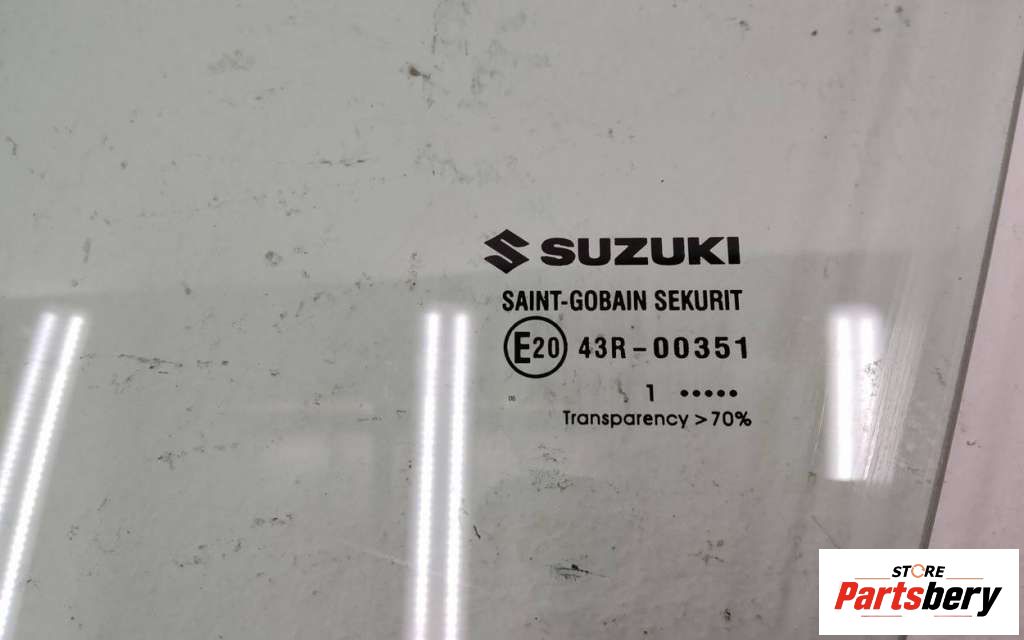 SUZUKI
SAINT-GOBAIN SEKURIT
E20 43R-00351
1 •••••
Transparency >70%
STORE
Partsbery